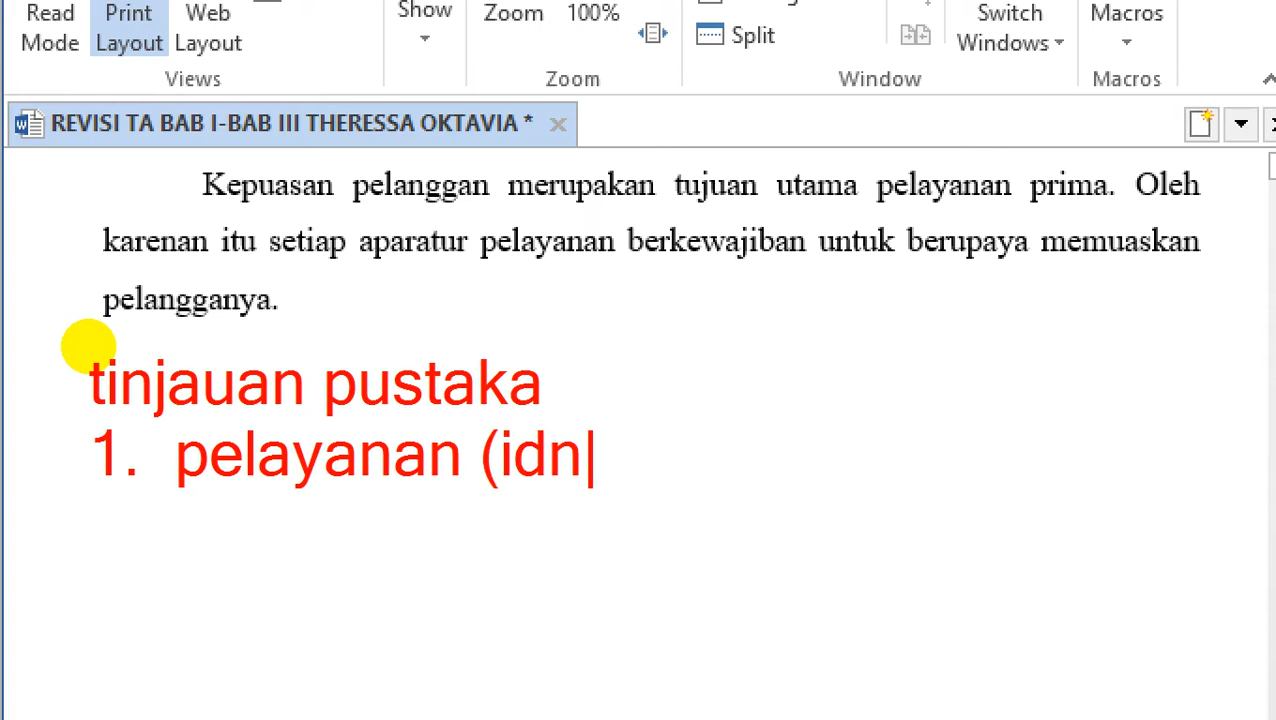 Read Print Web Show Zoom 100% Switch Macros
Mode Layout Layout Split Windows
Views Zoom Window Macros
REVISI TA BAB I-BAB III THERESSA OKTAVIA *
Kepuasan pelanggan merupakan tujuan utama pelayanan prima. Oleh
karenan itu setiap aparatur pelayanan berkewajiban untuk berupaya memuaskan
pelangganya.
tinjauan pustaka
1. pelayanan (idn